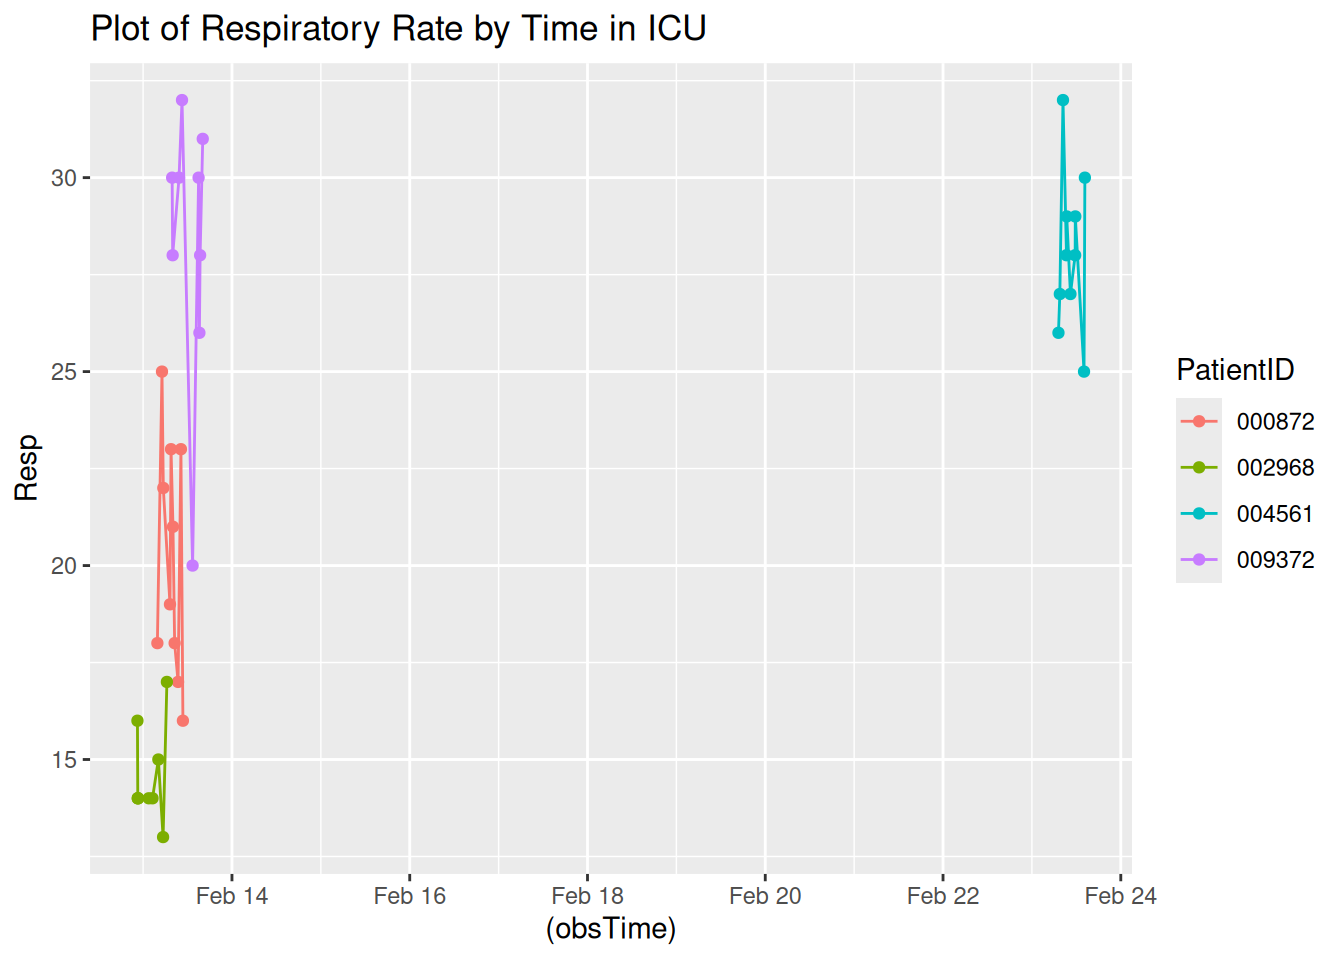 Plot of Respiratory Rate by Time in ICU
30
25
20
15
Resp
Feb 14
Feb 16
Feb 18
Feb 20
Feb 22
Feb 24
(obsTime)
PatientID
000872
002968
004561
009372